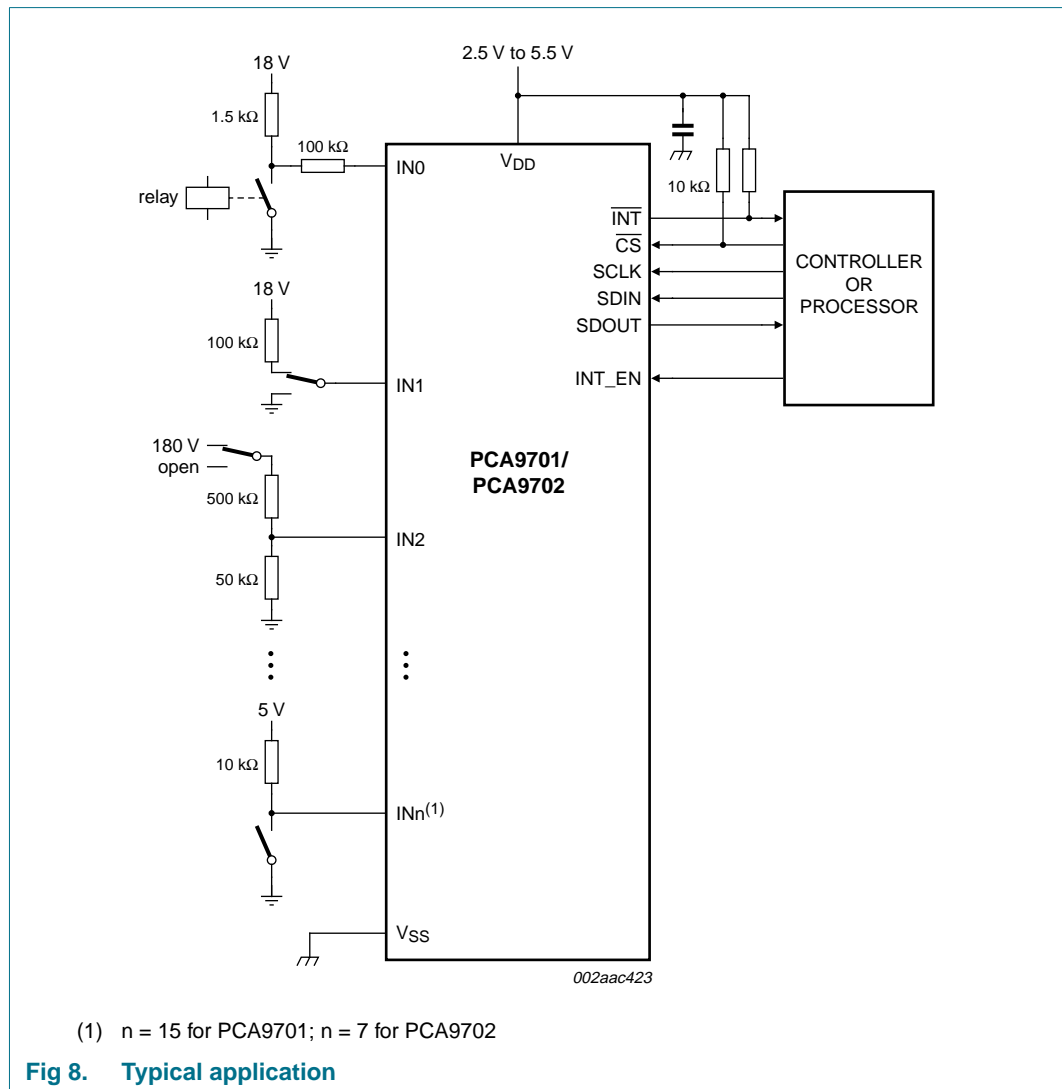 2.5 V to 5.5 V
18 V
1.5 kΩ
100 kΩ
IN0
VDD
10 kΩ
relay
INT
CS
SCLK
SDIN
SDOUT
INT_EN
CONTROLLER
OR
PROCESSOR
18 V
100 kΩ
IN1
180 V
open
500 kΩ
IN2
50 kΩ
PCA9701/
PCA9702
5 V
10 kΩ
INn(1)
VSS
002aac423
(1) n = 15 for PCA9701; n = 7 for PCA9702
Fig 8. Typical application